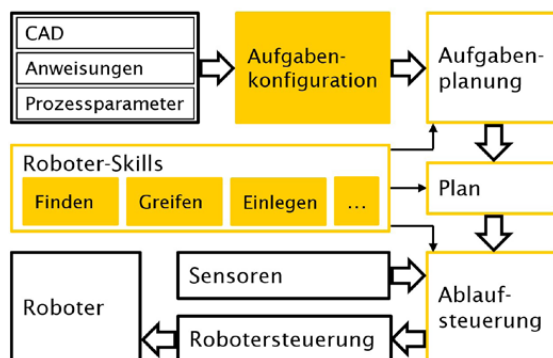 CAD
Anweisungen
Prozessparameter
Aufgaben-
konfiguration
Aufgaben-
planung
Roboter-Skills
Finden
Greifen
Einlegen
...
Plan
Roboter
Sensoren
Robotersteuerung
Ablauf-
steuerung